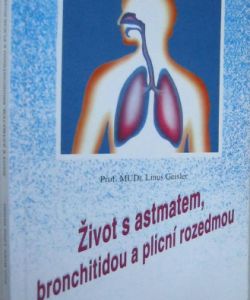 Prof. MUDr. Linus Geisler
Život s astmatem,
bronchitidou a plicní rozedmou